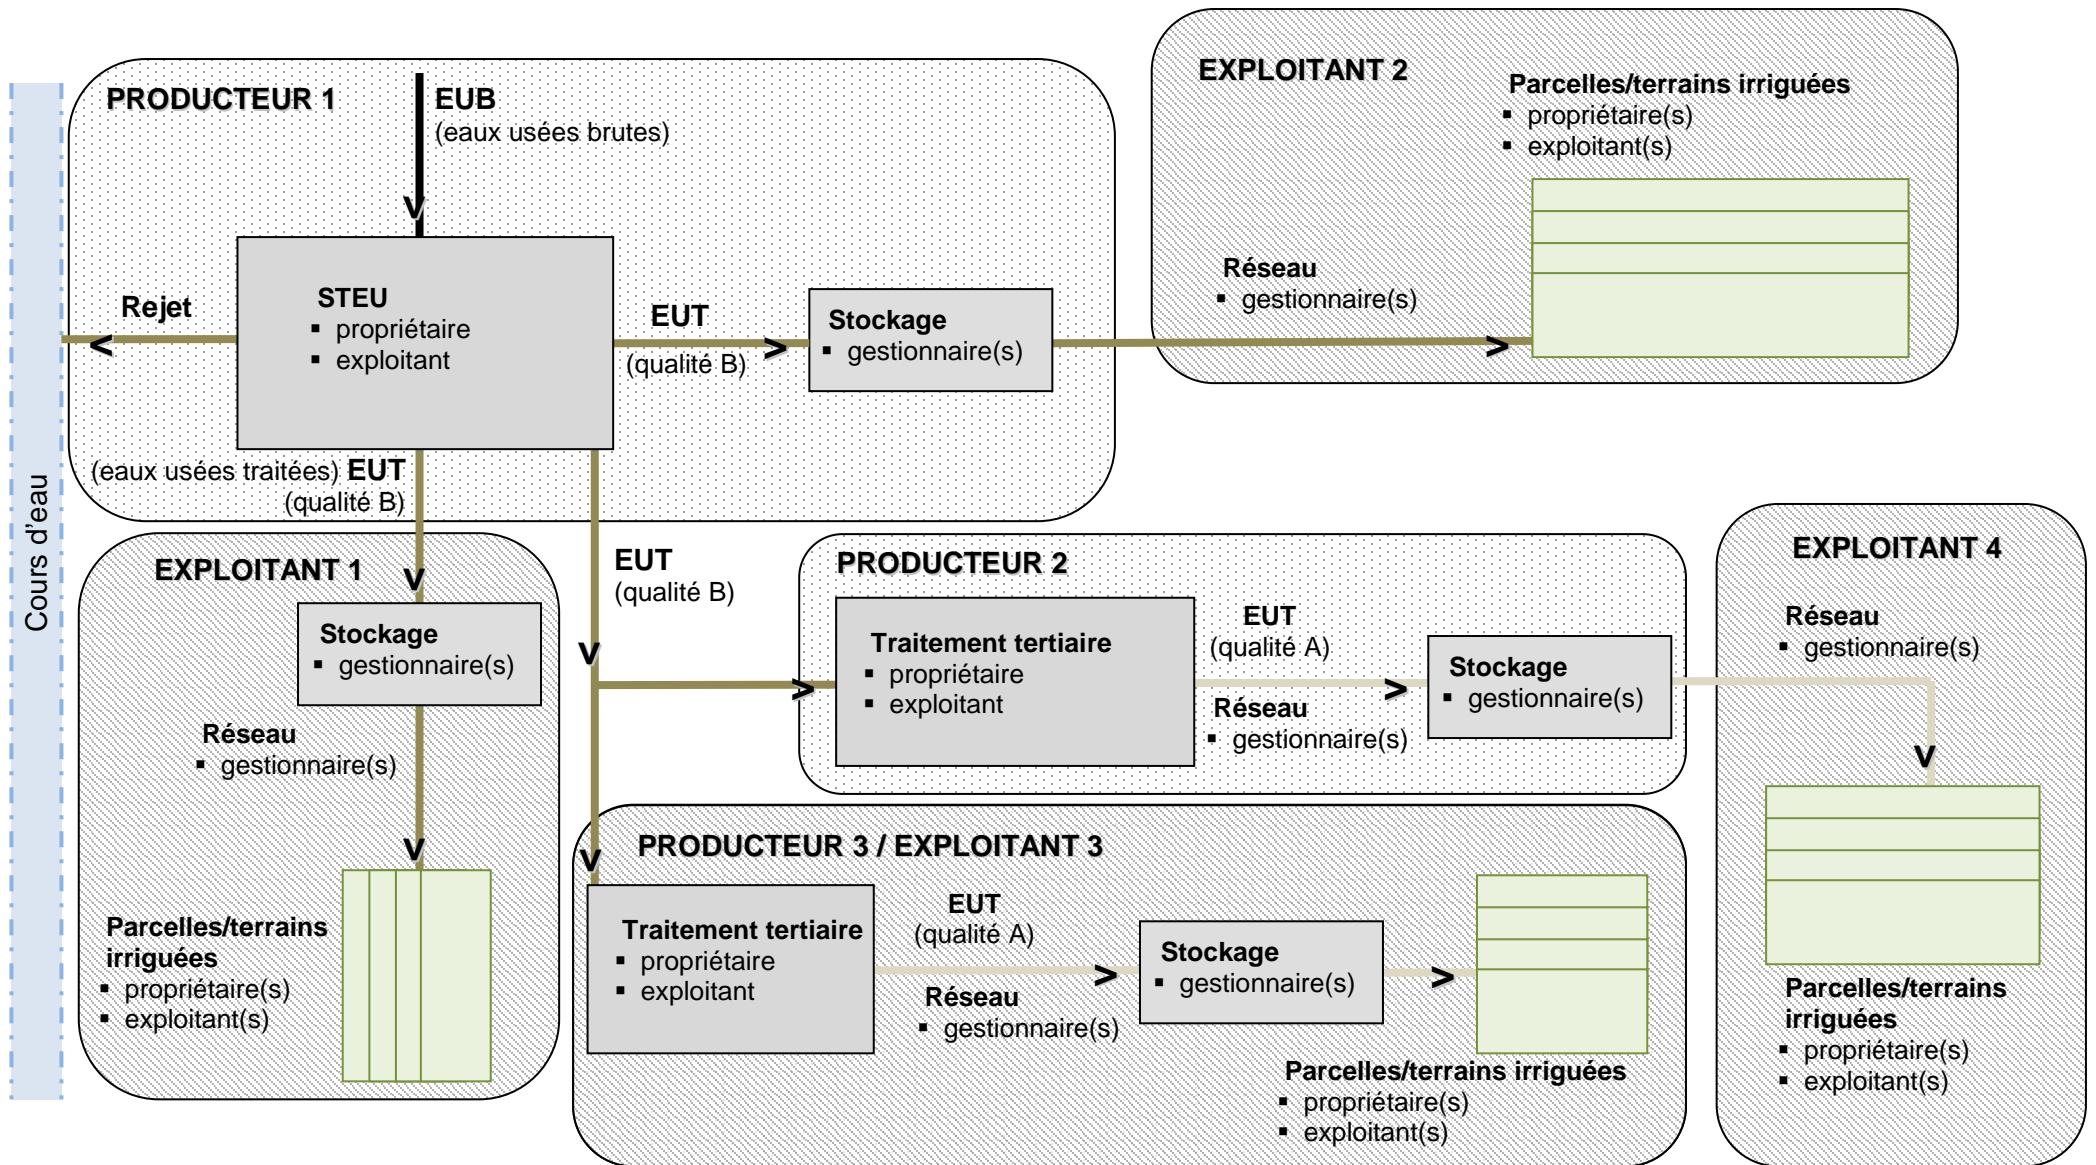 Cours d'eau
PRODUCTEUR 1
EUB
(eaux usées brutes)
Rejet
STEU
▪ propriétaire
▪ exploitant
EUT
(qualité B)
Stockage
▪ gestionnaire(s)
(eaux usées traitées) EUT
(qualité B)
EXPLOITANT 2
Parcelles/terrains irriguées
▪ propriétaire(s)
▪ exploitant(s)
Réseau
▪ gestionnaire(s)
EXPLOITANT 1
Stockage
▪ gestionnaire(s)
Réseau
▪ gestionnaire(s)
Parcelles/terrains
irriguées
▪ propriétaire(s)
▪ exploitant(s)
EUT
(qualité B)
PRODUCTEUR 2
Traitement tertiaire
▪ propriétaire
▪ exploitant
EUT
(qualité A)
Réseau
▪ gestionnaire(s)
Stockage
▪ gestionnaire(s)
EXPLOITANT 4
Réseau
▪ gestionnaire(s)
Parcelles/terrains
irriguées
▪ propriétaire(s)
▪ exploitant(s)
PRODUCTEUR 3 / EXPLOITANT 3
Traitement tertiaire
▪ propriétaire
▪ exploitant
EUT
(qualité A)
Réseau
▪ gestionnaire(s)
Stockage
▪ gestionnaire(s)
Parcelles/terrains irriguées
▪ propriétaire(s)
▪ exploitant(s)